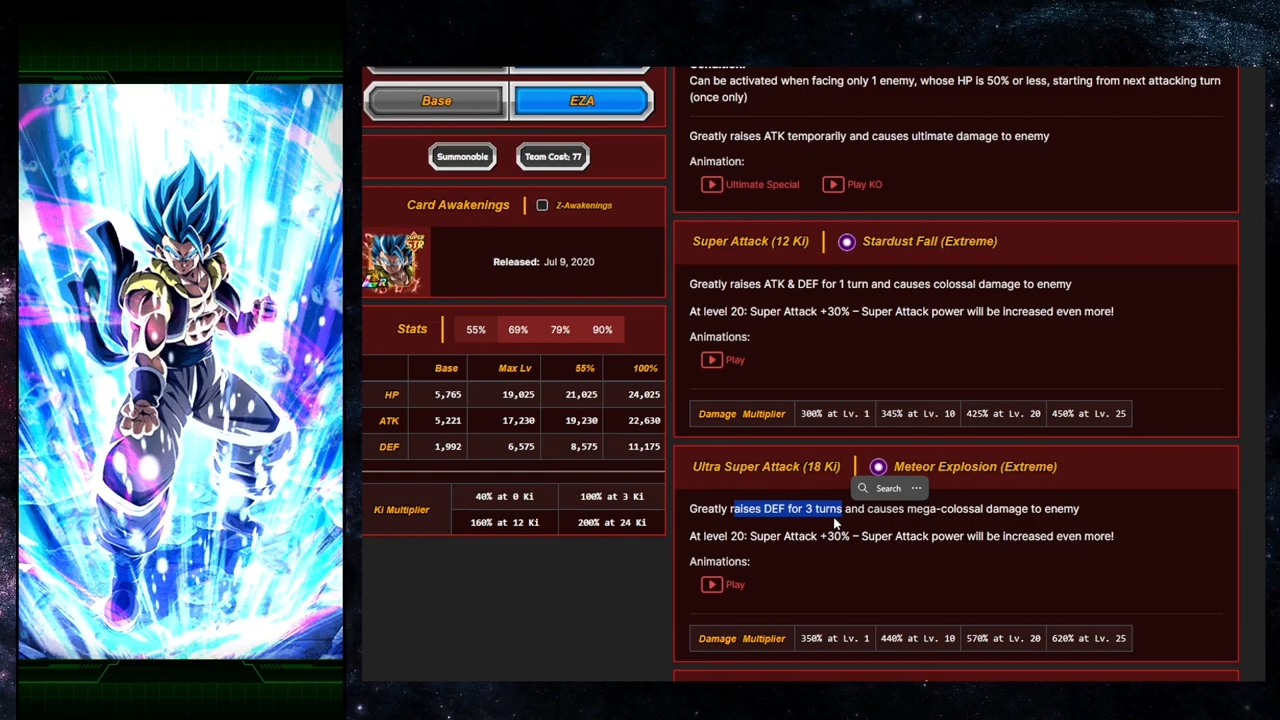 Base
EZA
Summonable
Team Cost: 77
Card Awakenings
Z-Awakenings
SUPER
STR
Released: Jul 9, 2020
Stats
55%
69%
79%
90%
Base
Max Lv
55%
100%
HP
5,765
19,025
21,025
24,025
ATK
5,221
17,230
19,230
22,630
DEF
1,992
6,575
8,575
11,175
Ki Multiplier
40% at 0 Ki
100% at 3 Ki
160% at 12 Ki
200% at 24 Ki
Condition:
Can be activated when facing only 1 enemy, whose HP is 50% or less, starting from next attacking turn
(once only)
Greatly raises ATK temporarily and causes ultimate damage to enemy
Animation:
Ultimate Special
Play KO
Super Attack (12 Ki)
Stardust Fall (Extreme)
Greatly raises ATK & DEF for 1 turn and causes colossal damage to enemy
At level 20: Super Attack +30% – Super Attack power will be increased even more!
Animations:
Play
Damage Multiplier
300% at Lv. 1
345% at Lv. 10
425% at Lv. 20
450% at Lv. 25
Ultra Super Attack (18 Ki)
Meteor Explosion (Extreme)
Search
Greatly raises DEF for 3 turns and causes mega-colossal damage to enemy
At level 20: Super Attack +30% – Super Attack power will be increased even more!
Animations:
Play
Damage Multiplier
350% at Lv. 1
440% at Lv. 10
570% at Lv. 20
620% at Lv. 25